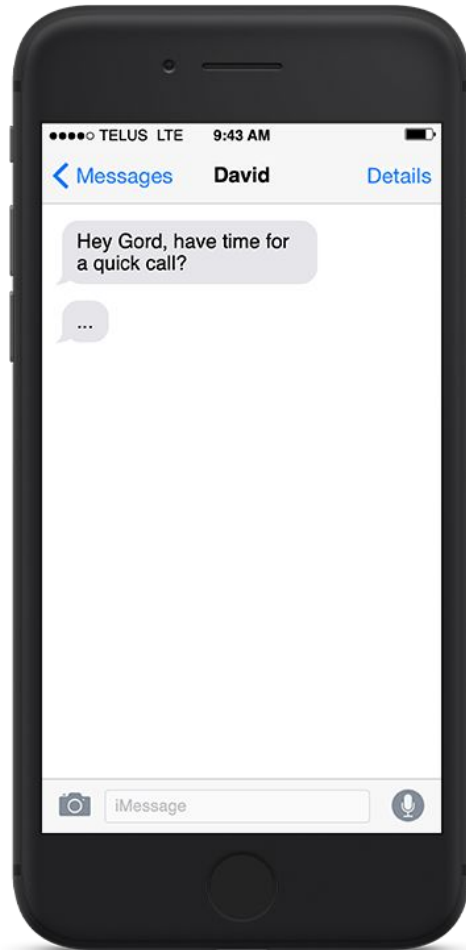 TELUS LTE 9:43 AM
Messages David Details
Hey Gord, have time for
a quick call?
...
iMessage